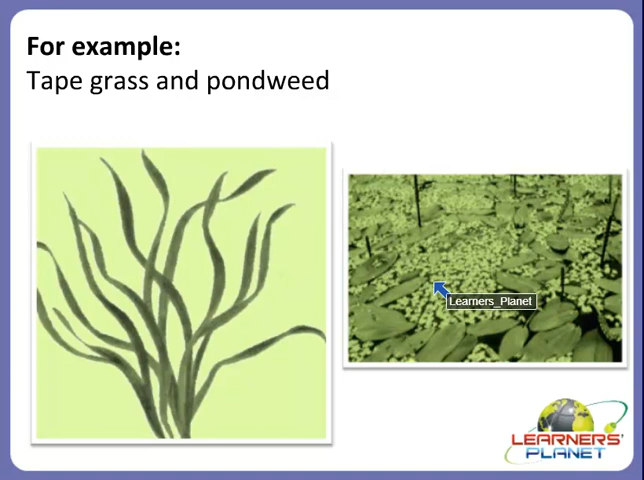 For example:
Tape grass and pondweed
Learners_Planet
LEARNERS'
PLANET